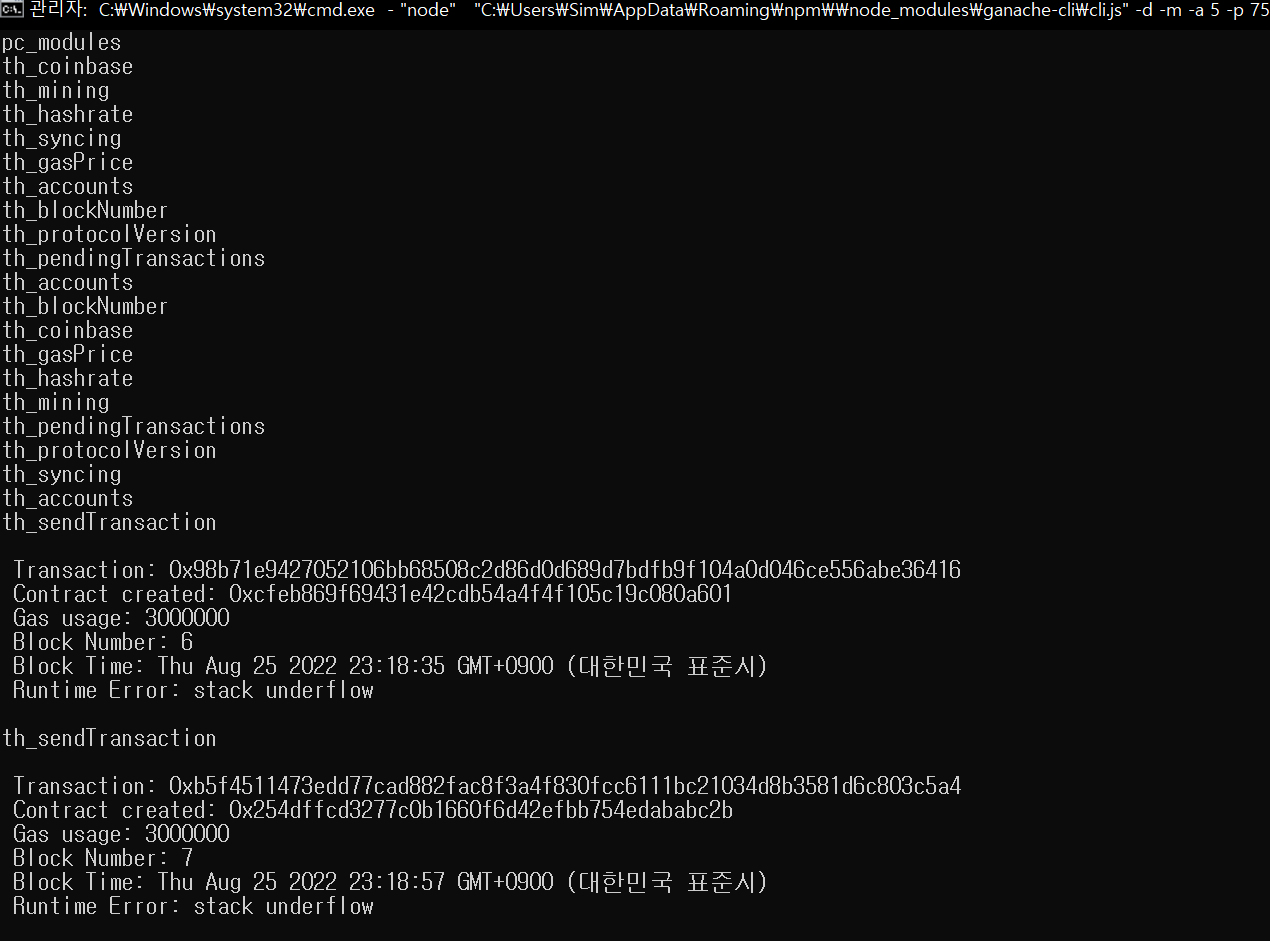 관리자: C:₩Windows₩system32₩cmd.exe - "node" "C:₩Users₩Sim₩AppData₩Roaming₩npm₩₩node_modules₩ganache-cli₩cli.js" -d -m -a 5 -p 75
pc_modules
th_coinbase
th_mining
th_hashrate
th_syncing
th_gasPrice
th_accounts
th_blockNumber
th_protocolVersion
th_pendingTransactions
th_accounts
th_blockNumber
th_coinbase
th_gasPrice
th_hashrate
th_mining
th_pendingTransactions
th_protocolVersion
th_syncing
th_accounts
th_sendTransaction
Transaction: 0x98b71e9427052106bb68508c2d86d0d689d7bdfb9f104a0d046ce556abe36416
Contract created: 0xcfeb869f69431e42cdb54a4f4f105c19c080a601
Gas usage: 3000000
Block Number: 6
Block Time: Thu Aug 25 2022 23:18:35 GMT+0900 (대한민국 표준시)
Runtime Error: stack underflow
th_sendTransaction
Transaction: 0xb5f4511473edd77cad882fac8f3a4f830fcc6111bc21034d8b3581d6c803c5a4
Contract created: 0x254dffcd3277c0b1660f6d42efbb754edababc2b
Gas usage: 3000000
Block Number: 7
Block Time: Thu Aug 25 2022 23:18:57 GMT+0900 (대한민국 표준시)
Runtime Error: stack underflow